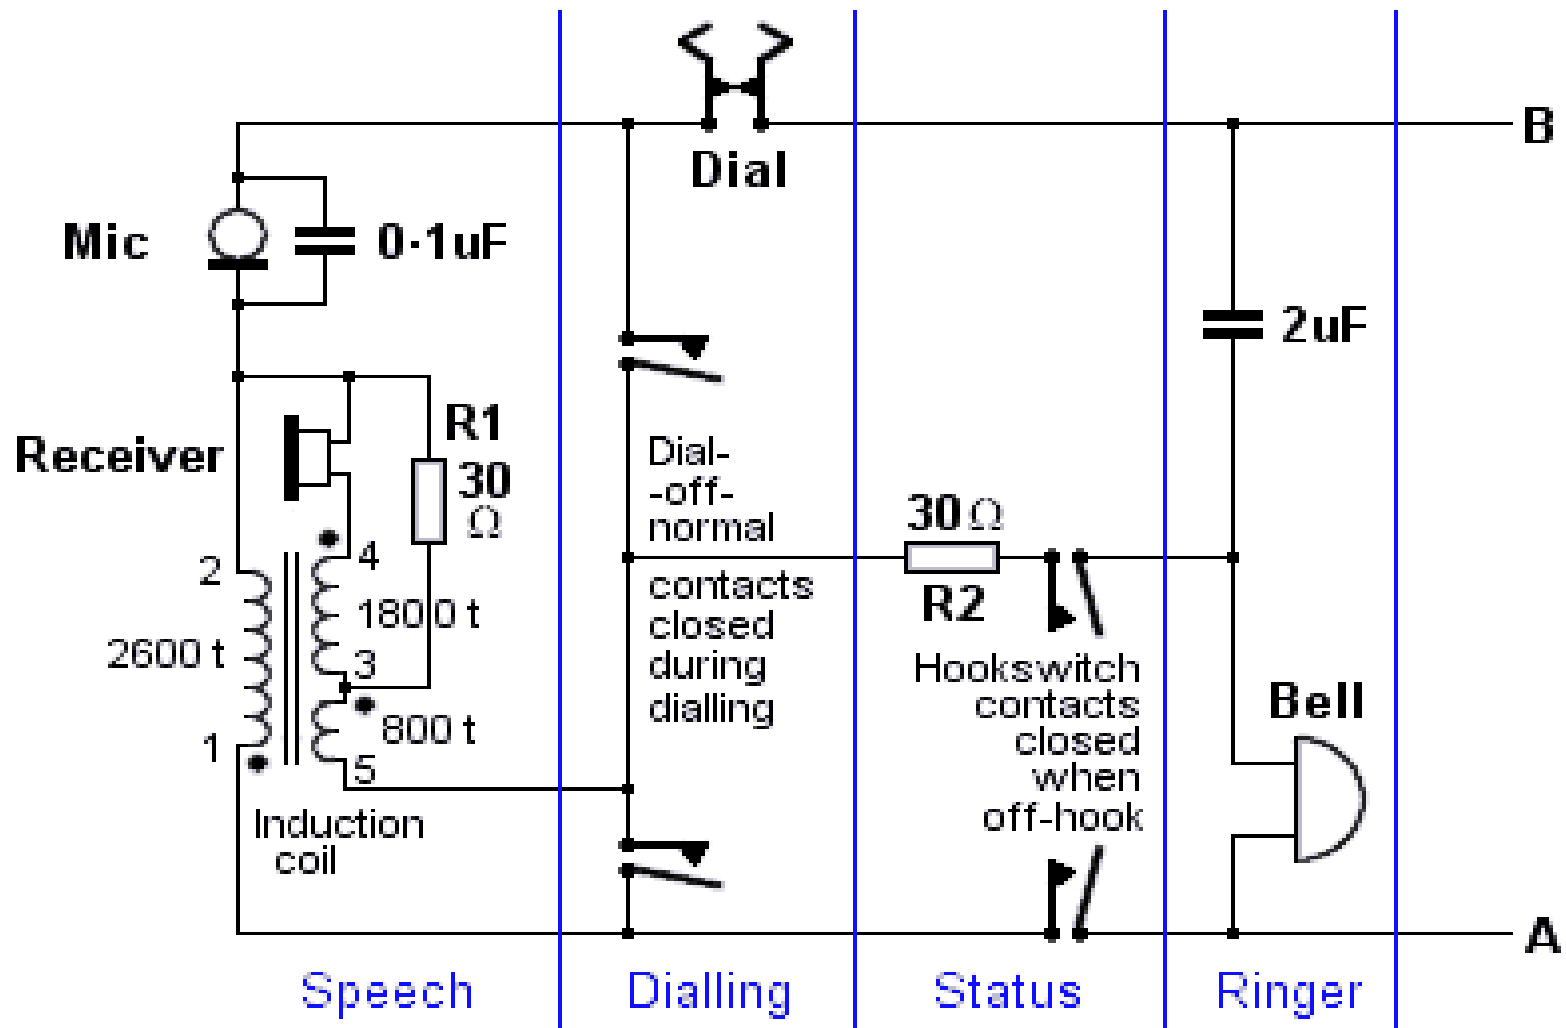 B
Dial
Mic
0·1uF
2uF
Receiver
R1
30
Ω
Dial-
-off-
normal
contacts
closed
during
dialling
30 Ω
R2
Hookswitch
contacts
closed
when
off-hook
2
4
1800 t
2600 t
3
1
800 t
5
Induction
coil
Bell
A
Speech
Dialling
Status
Ringer